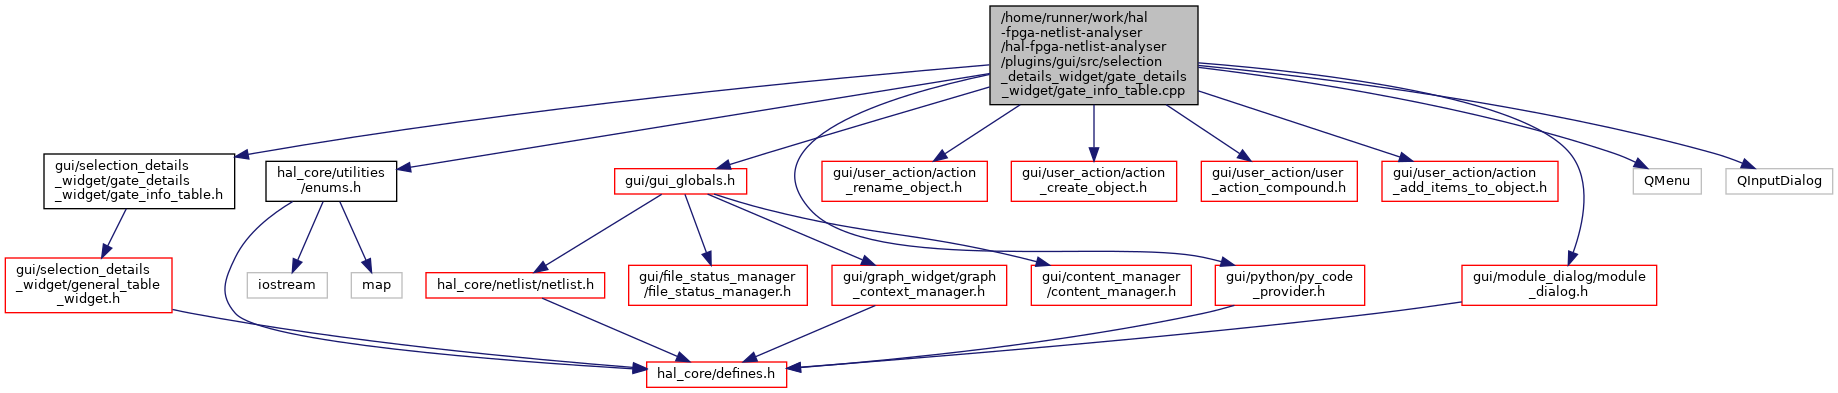 /home/runner/work/hal
-fpga-netlist-analyser
/hal-fpga-netlist-analyser
/plugins/gui/src/selection
_details_widget/gate_details
_widget/gate_info_table.cpp
gui/selection_details
_widget/gate_details
_widget/gate_info_table.h
hal_core/utilities
/enums.h
gui/gui_globals.h
gui/user_action/action
_rename_object.h
gui/user_action/action
_create_object.h
gui/user_action/user
_action_compound.h
gui/user_action/action
_add_items_to_object.h
QMenu
QInputDialog
gui/selection_details
_widget/general_table
_widget.h
iostream
map
hal_core/netlist/netlist.h
gui/file_status_manager
/file_status_manager.h
gui/graph_widget/graph
_context_manager.h
gui/content_manager
/content_manager.h
gui/python/py_code
_provider.h
gui/module_dialog/module
_dialog.h
hal_core/defines.h